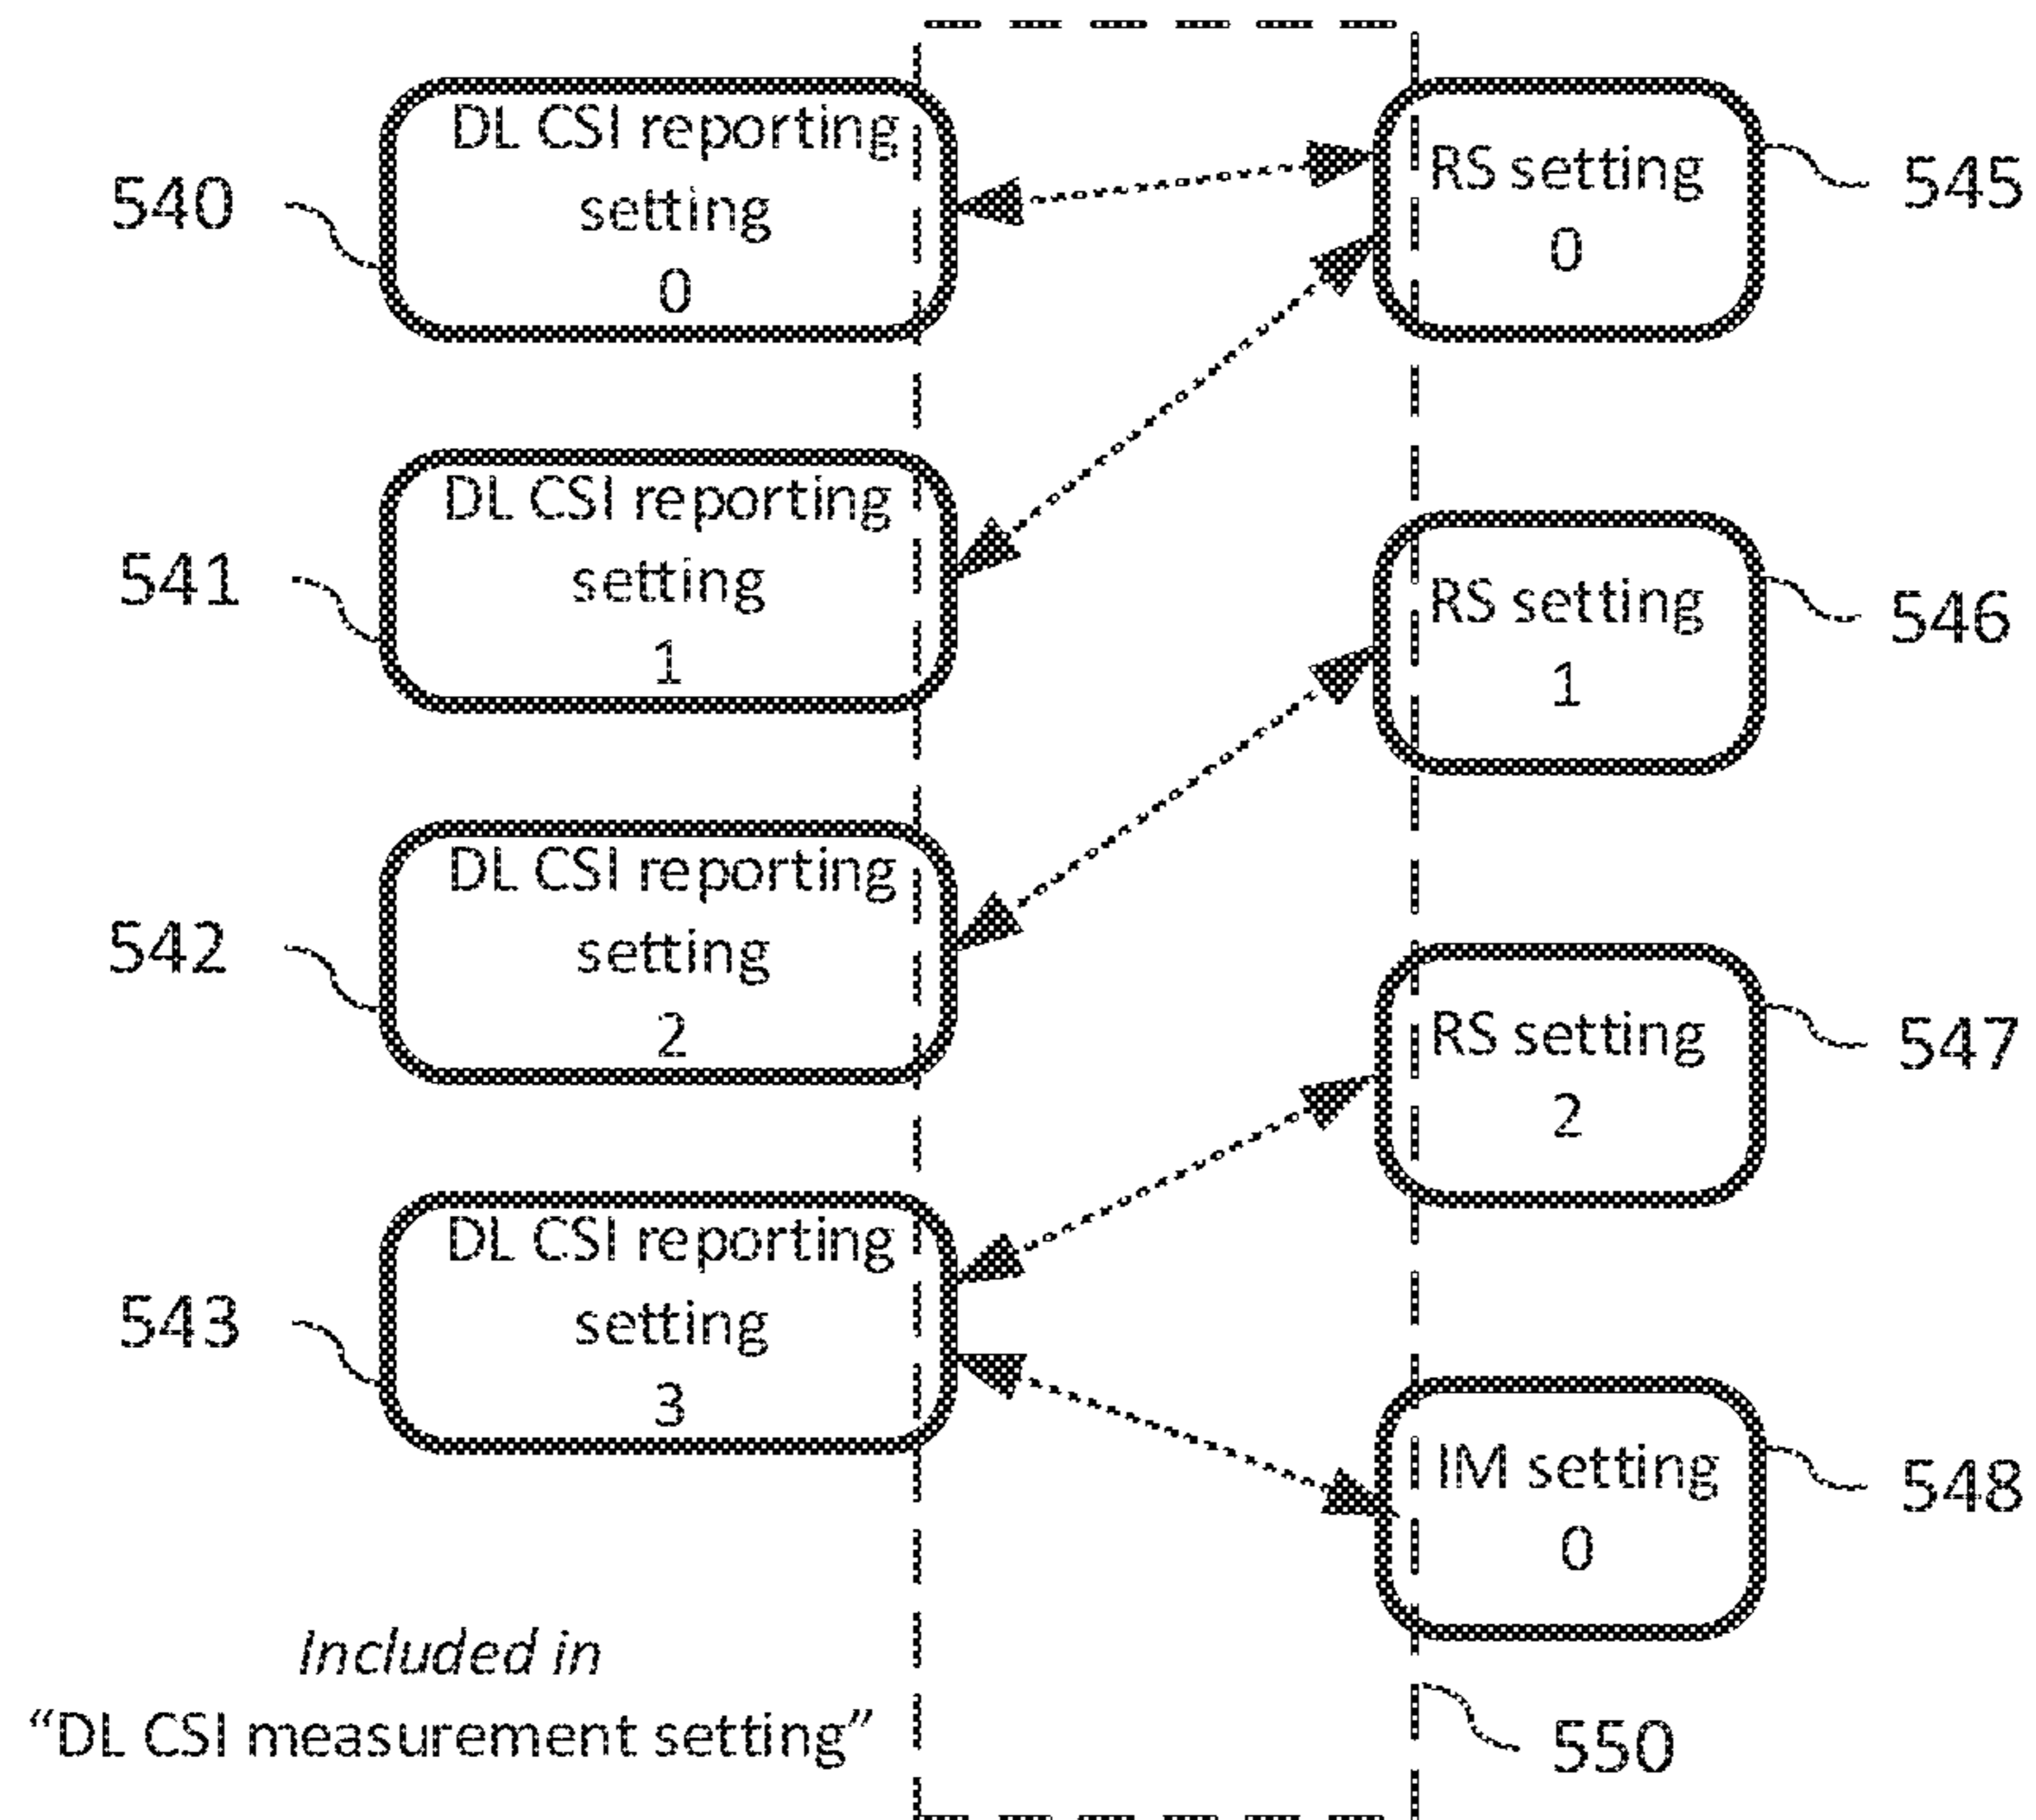 540
DL CSI reporting
setting
0
RS setting
0
545
541
DL CSI reporting
setting
1
RS setting
1
546
542
DL CSI reporting
setting
2
RS setting
2
547
543
DL CSI reporting
setting
3
IM setting
0
548
Included in
“DL CSI measurement setting”
550